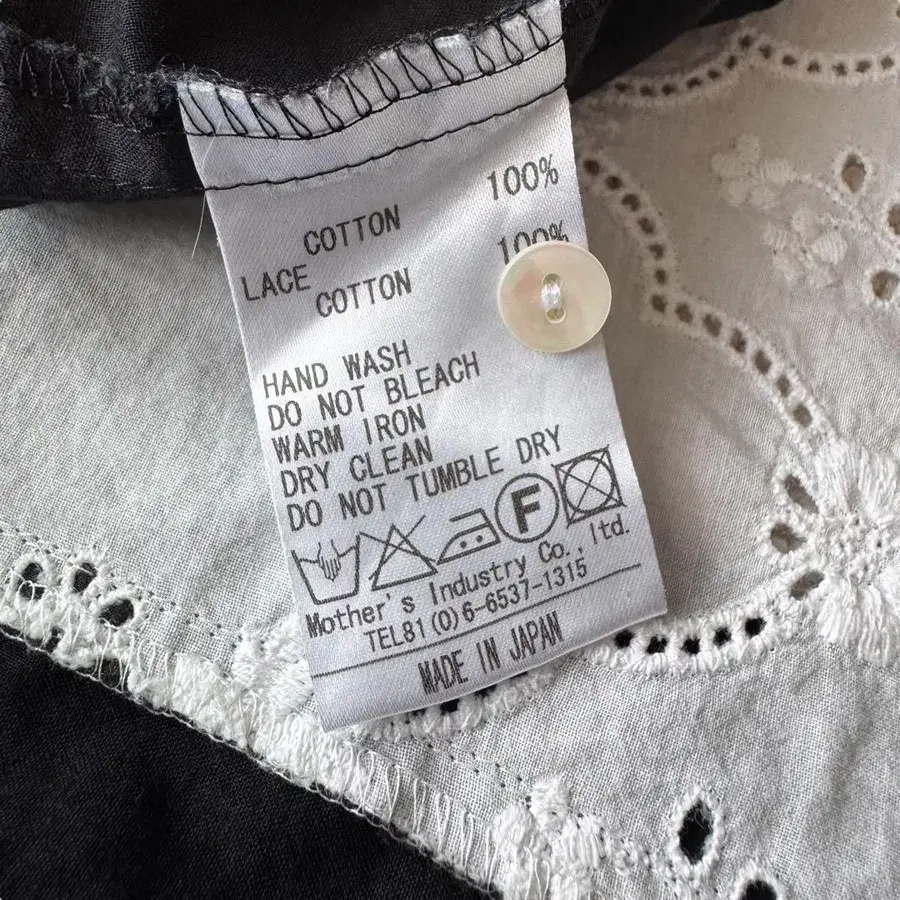 COTTON 100%
LACE
COTTON 100%
HAND WASH
DO NOT BLEACH
WARM IRON
DRY CLEAN
DO NOT TUMBLE DRY
F
Mother's Industry Co., ltd.
TEL81(0)6-6537-1315
MADE IN JAPAN